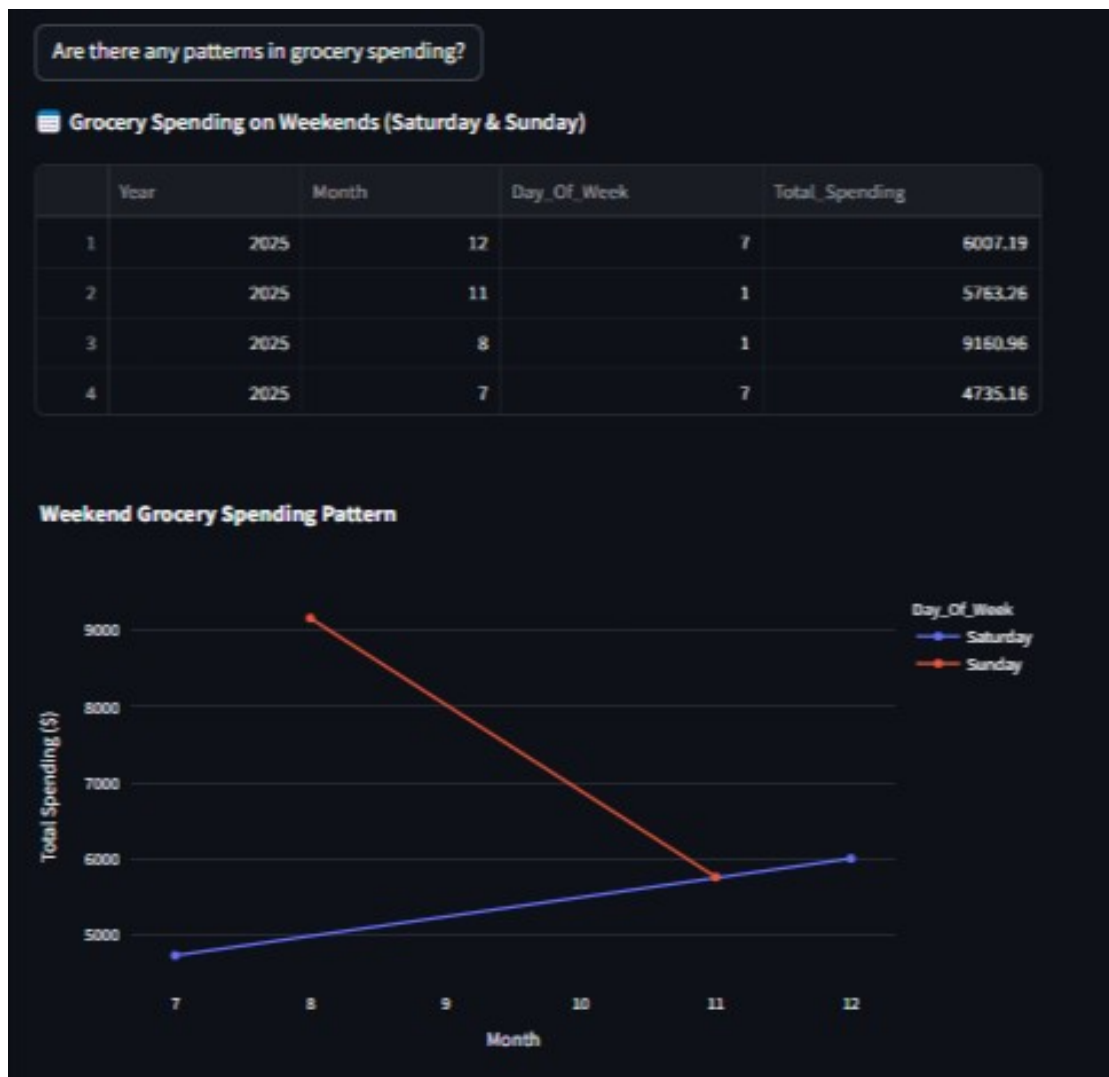 Are there any patterns in grocery spending?
Grocery Spending on Weekends (Saturday & Sunday)
Year Month Day_Of_Week Total_Spending
1 2025 12 7 6007.19
2 2025 11 1 5763.26
3 2025 8 1 9160.96
4 2025 7 7 4735.16
Weekend Grocery Spending Pattern
Day_Of_Week
Saturday
Sunday
9000
8000
7000
6000
5000
Total Spending ($)
7 8 9 10 11 12
Month